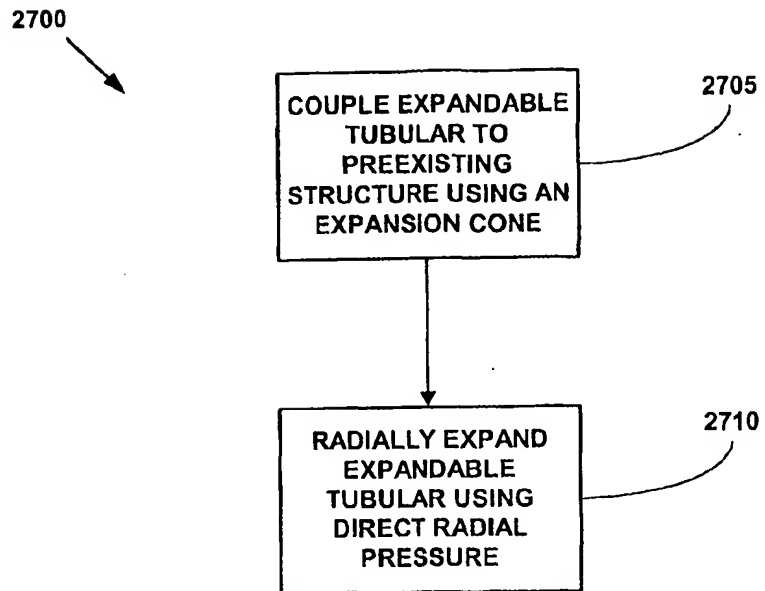 2700
2705
COUPLE EXPANDABLE
TUBULAR TO
PREEXISTING
STRUCTURE USING AN
EXPANSION CONE
2710
RADIALLY EXPAND
EXPANDABLE
TUBULAR USING
DIRECT RADIAL
PRESSURE